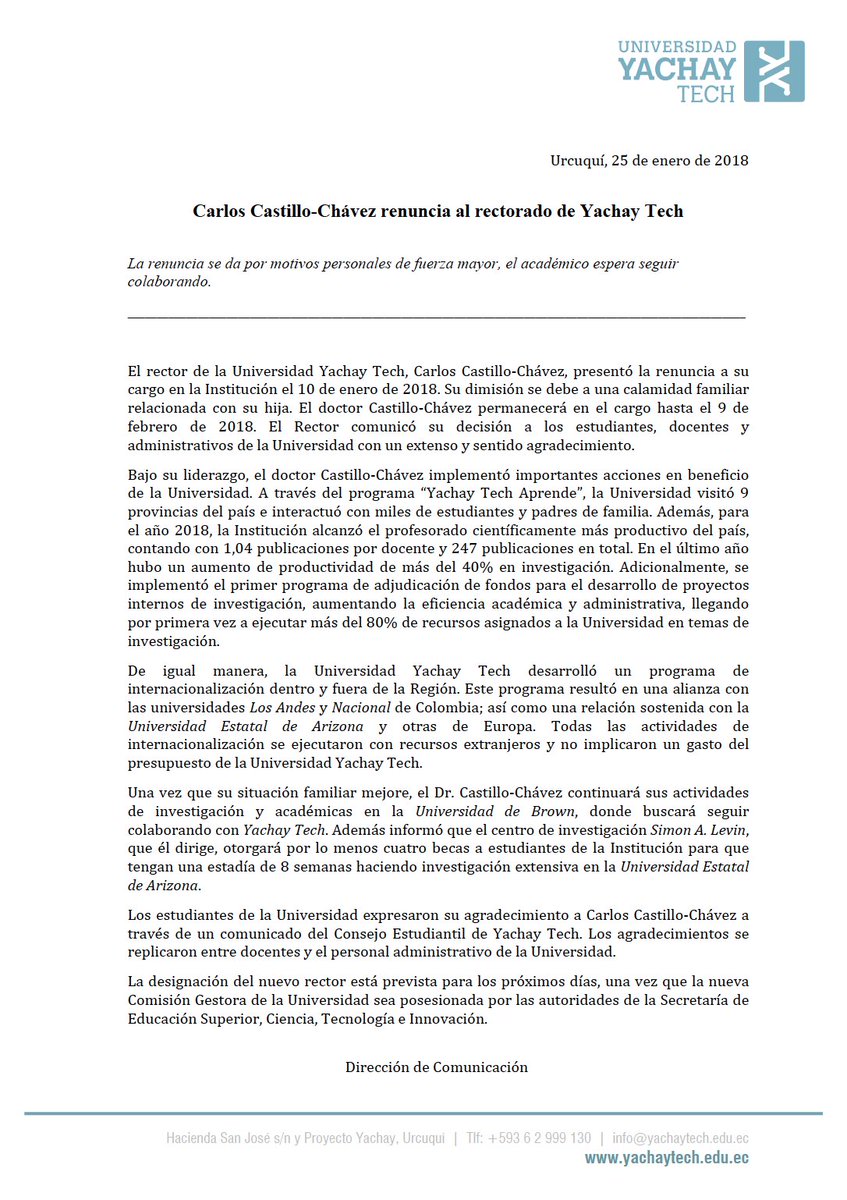 UNIVERSIDAD
YACHAY
TECH
Urcuquí, 25 de enero de 2018
Carlos Castillo-Chávez renuncia al rectorado de Yachay Tech
La renuncia se da por motivos personales de fuerza mayor, el académico espera seguir
colaborando.
El rector de la Universidad Yachay Tech, Carlos Castillo-Chávez, presentó la renuncia a su
cargo en la Institución el 10 de enero de 2018. Su dimisión se debe a una calamidad familiar
relacionada con su hija. El doctor Castillo-Chávez permanecerá en el cargo hasta el 9 de
febrero de 2018. El Rector comunicó su decisión a los estudiantes, docentes y
administrativos de la Universidad con un extenso y sentido agradecimiento.
Bajo su liderazgo, el doctor Castillo-Chávez implementó importantes acciones en beneficio
de la Universidad. A través del programa “Yachay Tech Aprende”, la Universidad visitó 9
provincias del país e interactuó con miles de estudiantes y padres de familia. Además, para
el año 2018, la Institución alcanzó el profesorado científicamente más productivo del país,
contando con 1,04 publicaciones por docente y 247 publicaciones en total. En el último año
hubo un aumento de productividad de más del 40% en investigación. Adicionalmente, se
implementó el primer programa de adjudicación de fondos para el desarrollo de proyectos
internos de investigación, aumentando la eficiencia académica y administrativa, llegando
por primera vez a ejecutar más del 80% de recursos asignados a la Universidad en temas de
investigación.
De igual manera, la Universidad Yachay Tech desarrolló un programa de
internacionalización dentro y fuera de la Región. Este programa resultó en una alianza con
las universidades Los Andes y Nacional de Colombia; así como una relación sostenida con la
Universidad Estatal de Arizona y otras de Europa. Todas las actividades de
internacionalización se ejecutaron con recursos extranjeros y no implicaron un gasto del
presupuesto de la Universidad Yachay Tech.
Una vez que su situación familiar mejore, el Dr. Castillo-Chávez continuará sus actividades
de investigación y académicas en la Universidad de Brown, donde buscará seguir
colaborando con Yachay Tech. Además informó que el centro de investigación Simon A. Levin,
que él dirige, otorgará por lo menos cuatro becas a estudiantes de la Institución para que
tengan una estadía de 8 semanas haciendo investigación extensiva en la Universidad Estatal
de Arizona.
Los estudiantes de la Universidad expresaron su agradecimiento a Carlos Castillo-Chávez a
través de un comunicado del Consejo Estudiantil de Yachay Tech. Los agradecimientos se
replicaron entre docentes y el personal administrativo de la Universidad.
La designación del nuevo rector está prevista para los próximos días, una vez que la nueva
Comisión Gestora de la Universidad sea posesionada por las autoridades de la Secretaría de
Educación Superior, Ciencia, Tecnología e Innovación.
Dirección de Comunicación
Hacienda San José s/n y Proyecto Yachay, Urcuqui | Tlf: +593 6 2 999 130 | info@yachaytech.edu.ec
www.yachaytech.edu.ec